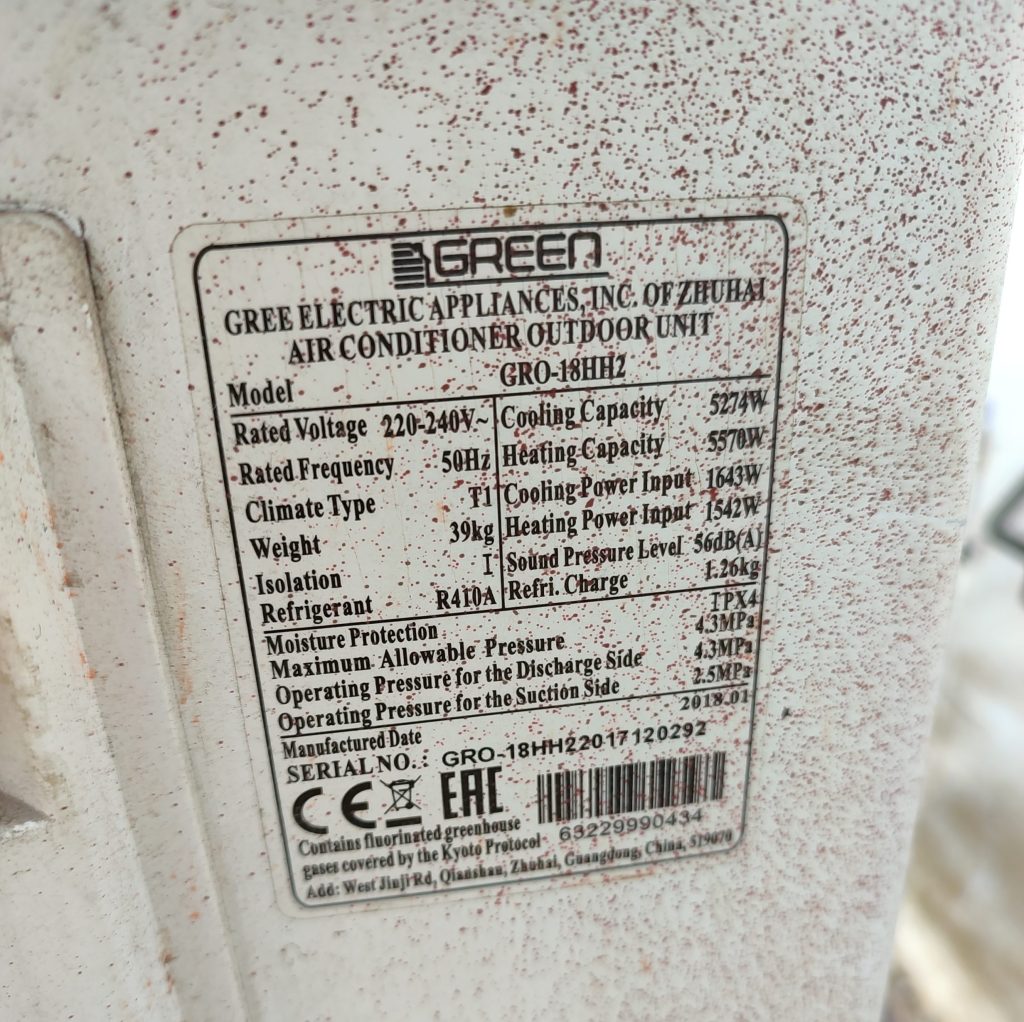 GREEN
GREE ELECTRIC APPLIANCES, INC. OF ZHUHAI
AIR CONDITIONER OUTDOOR UNIT
Model GRO-18HH2
Rated Voltage 220-240V~ Cooling Capacity 5274W
Rated Frequency 50Hz Heating Capacity 5570W
Climate Type T1 Cooling Power Input 1643W
Weight 39kg Heating Power Input 1542W
Isolation I Sound Pressure Level 56dB(A)
Refrigerant R410A Refri. Charge 1.26kg
Moisture Protection IPX4
Maximum Allowable Pressure 4.3MPa
Operating Pressure for the Discharge Side 4.3MPa
Operating Pressure for the Suction Side 2.5MPa
Manufactured Date 2018.01
SERIAL NO.: GRO-18HH22017120292
CE EAC
Contains fluorinated greenhouse
gases covered by the Kyoto Protocol 63229990434
Add: West Jinji Rd, Qianshan, Zhuhai, Guangdong, China, 519070